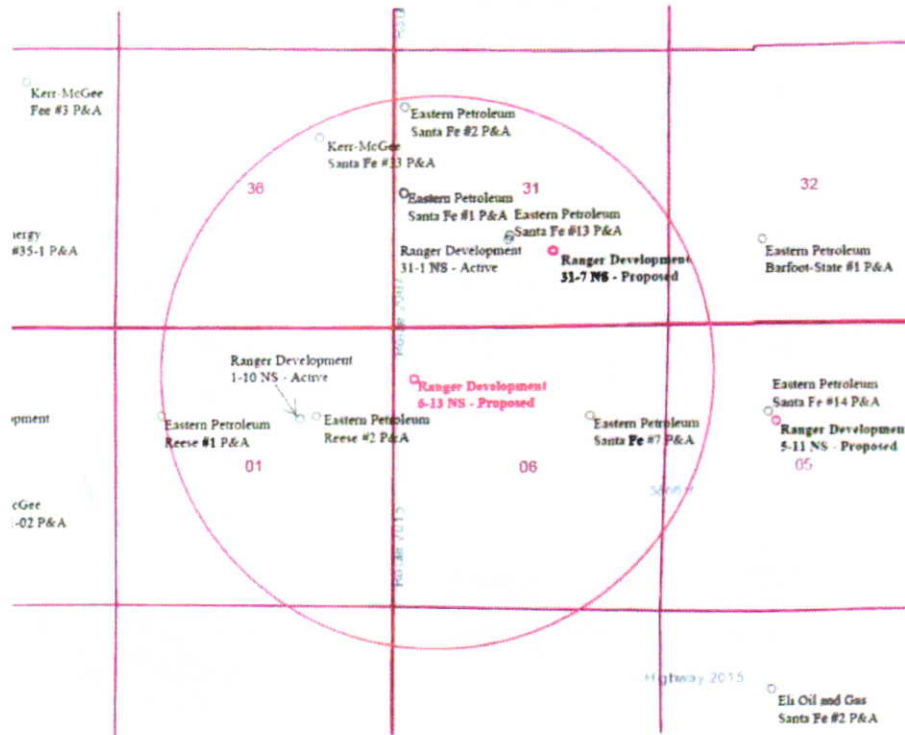 Kerr-McGee
Fee #3 P&A
Eastern Petroleum
Santa Fe #2 P&A
Kerr-McGee
Santa Fe #33 P&A
36
31
32
Eastern Petroleum
Santa Fe #1 P&A
Eastern Petroleum
Santa Fe #13 P&A
#35-1 P&A
Ranger Development
31-1 NS - Active
Ranger Development
31-7 NS - Proposed
Eastern Petroleum
Barfoot-State #1 P&A
Ranger Development
1-10 NS - Active
Ranger Development
6-13 NS - Proposed
Eastern Petroleum
Reese #1 P&A
Eastern Petroleum
Reese #2 P&A
Eastern Petroleum
Santa Fe #7 P&A
Eastern Petroleum
Santa Fe #14 P&A
Ranger Development
5-11 NS - Proposed
01
06
05
-02 P&A
Highway 2015
Eli Oil and Gas
Santa Fe #2 P&A